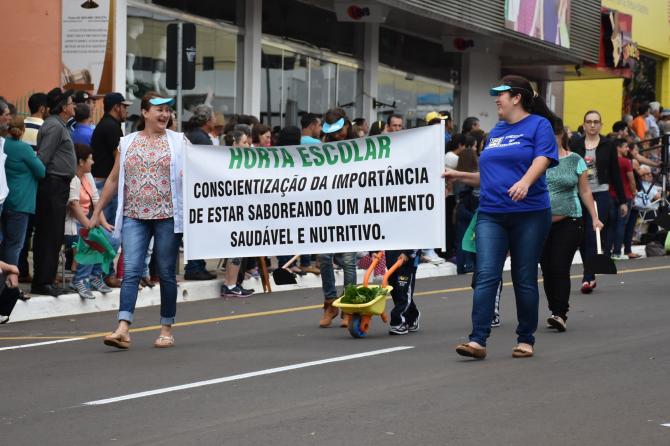 HORTA ESCOLAR
CONSCIENTIZAÇÃO DA IMPORTÂNCIA
DE ESTAR SABOREANDO UM ALIMENTO
SAUDÁVEL E NUTRITIVO.